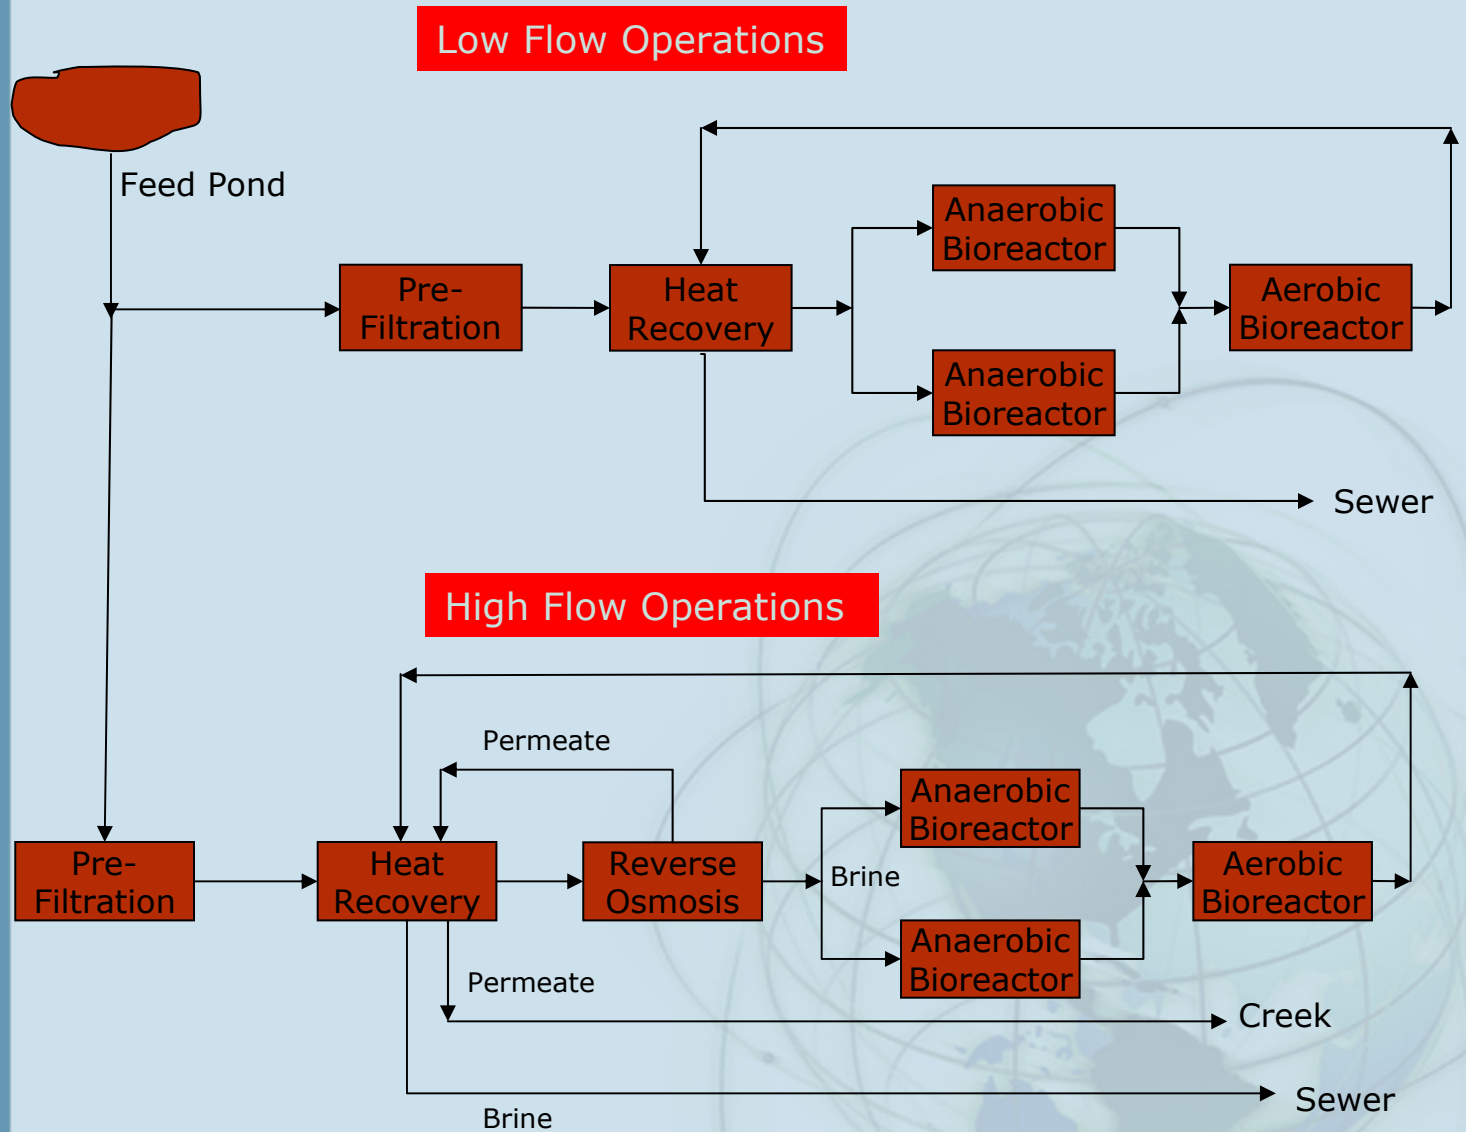 Low Flow Operations
Feed Pond
Anaerobic
Bioreactor
Pre-
Filtration
Heat
Recovery
Aerobic
Bioreactor
Anaerobic
Bioreactor
Sewer
High Flow Operations
Permeate
Anaerobic
Bioreactor
Pre-
Filtration
Heat
Recovery
Reverse
Osmosis
Brine
Aerobic
Bioreactor
Anaerobic
Bioreactor
Permeate
Creek
Sewer
Brine